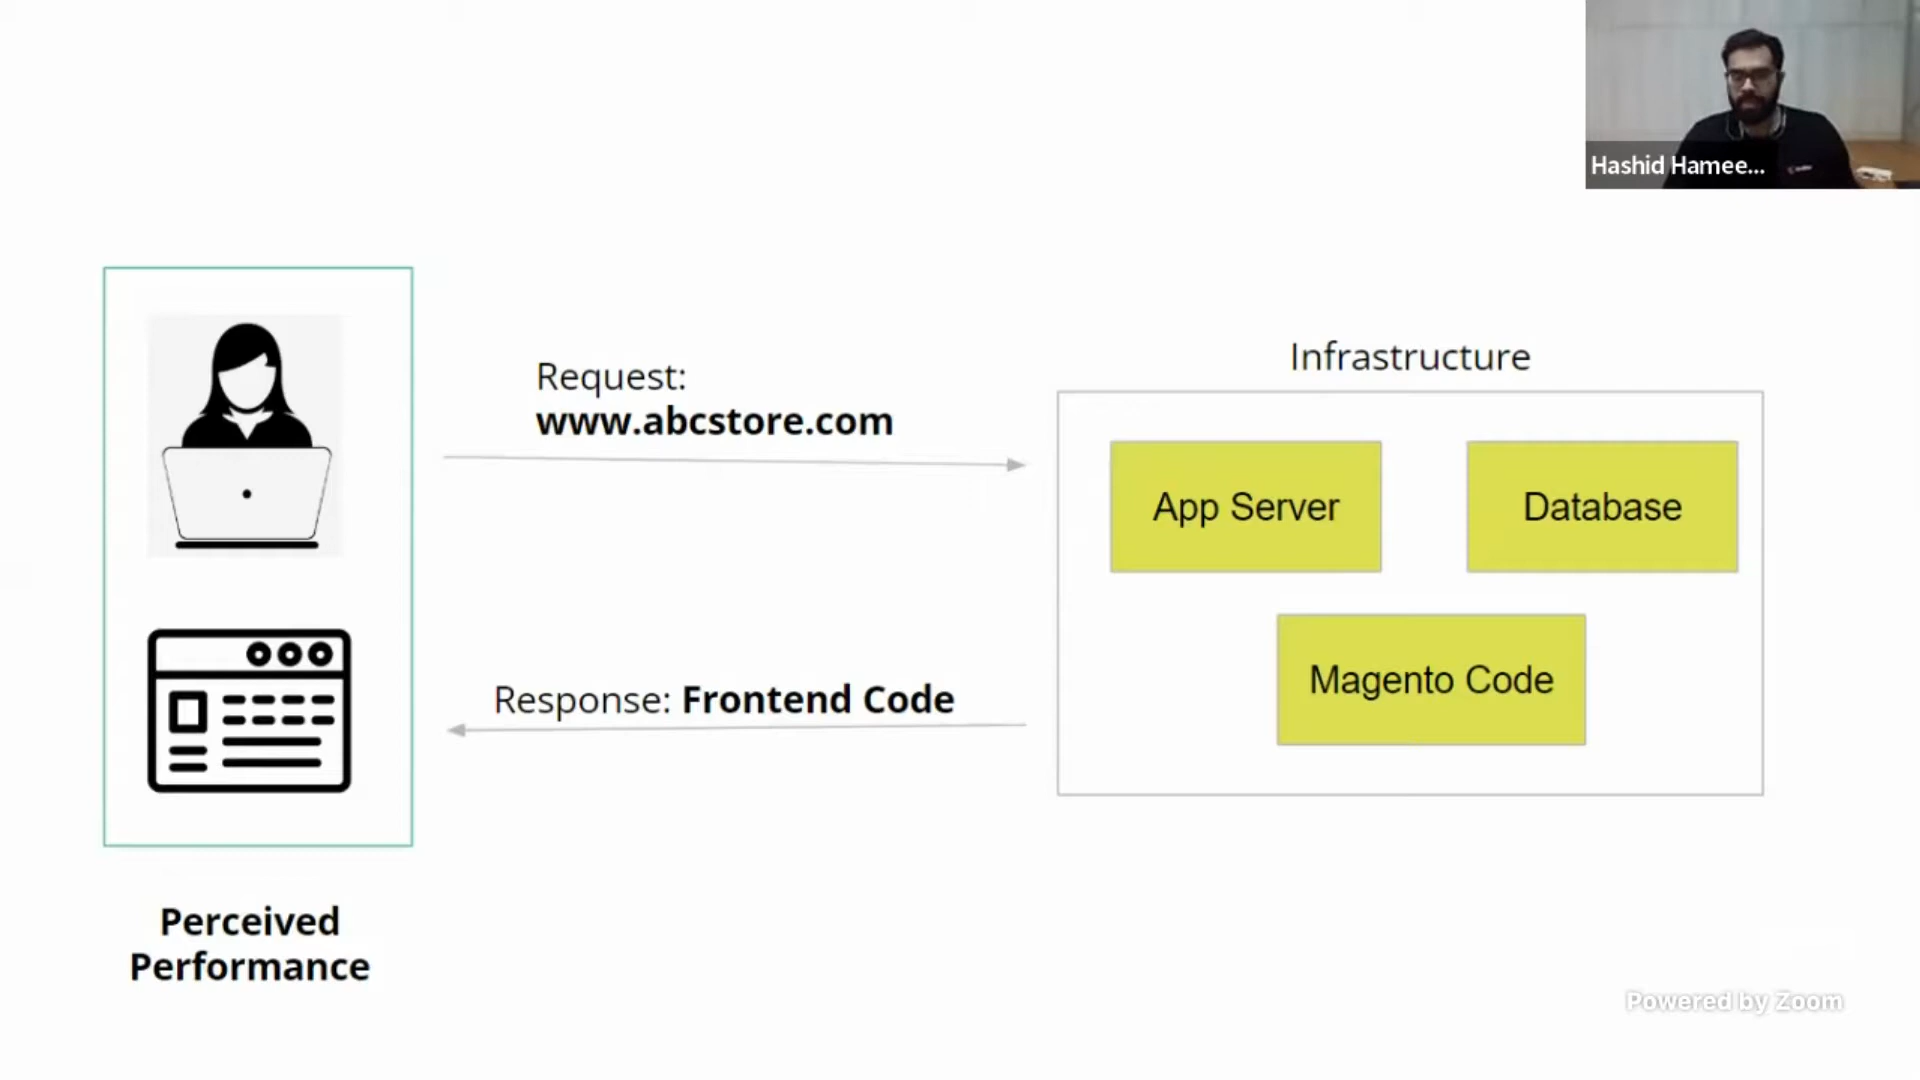 Hashid Hamee...
Infrastructure
Request:
www.abcstore.com
App Server
Database
Magento Code
Response: Frontend Code
Perceived
Performance
Powered by Zoom